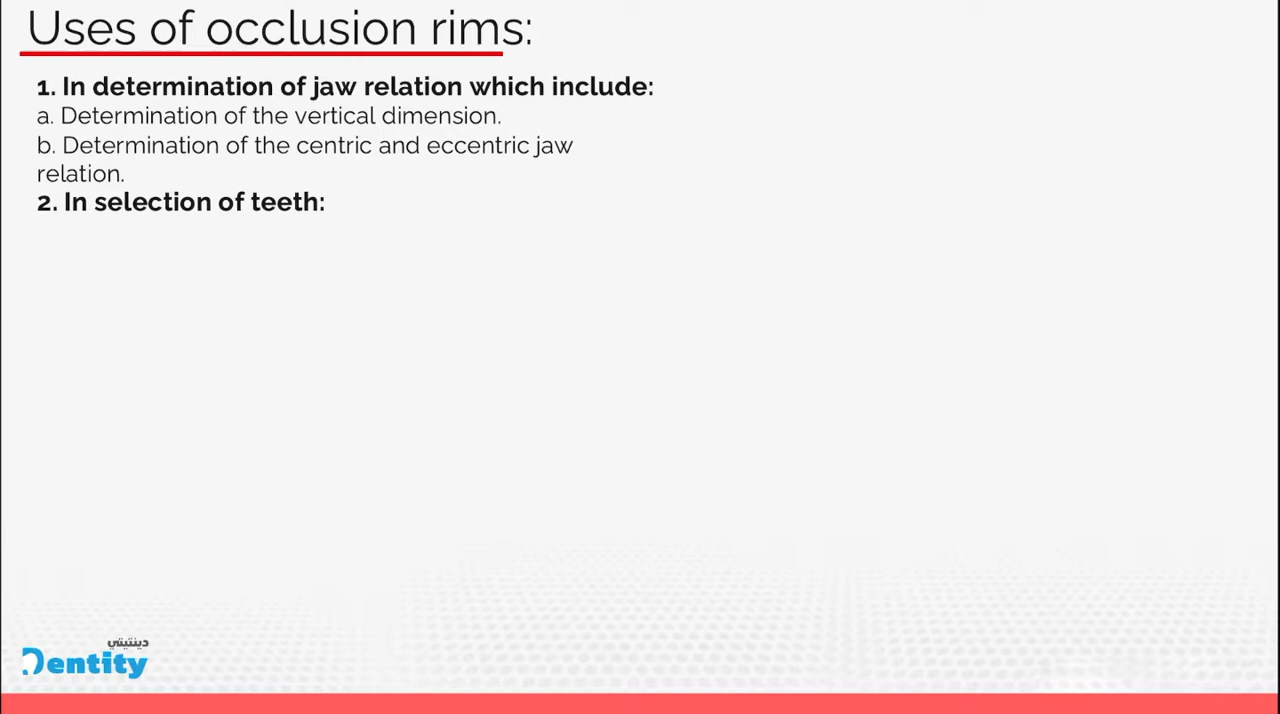 Uses of occlusion rims:
1. In determination of jaw relation which include:
a. Determination of the vertical dimension.
b. Determination of the centric and eccentric jaw
relation.
2. In selection of teeth:
دينتيتي
Dentity